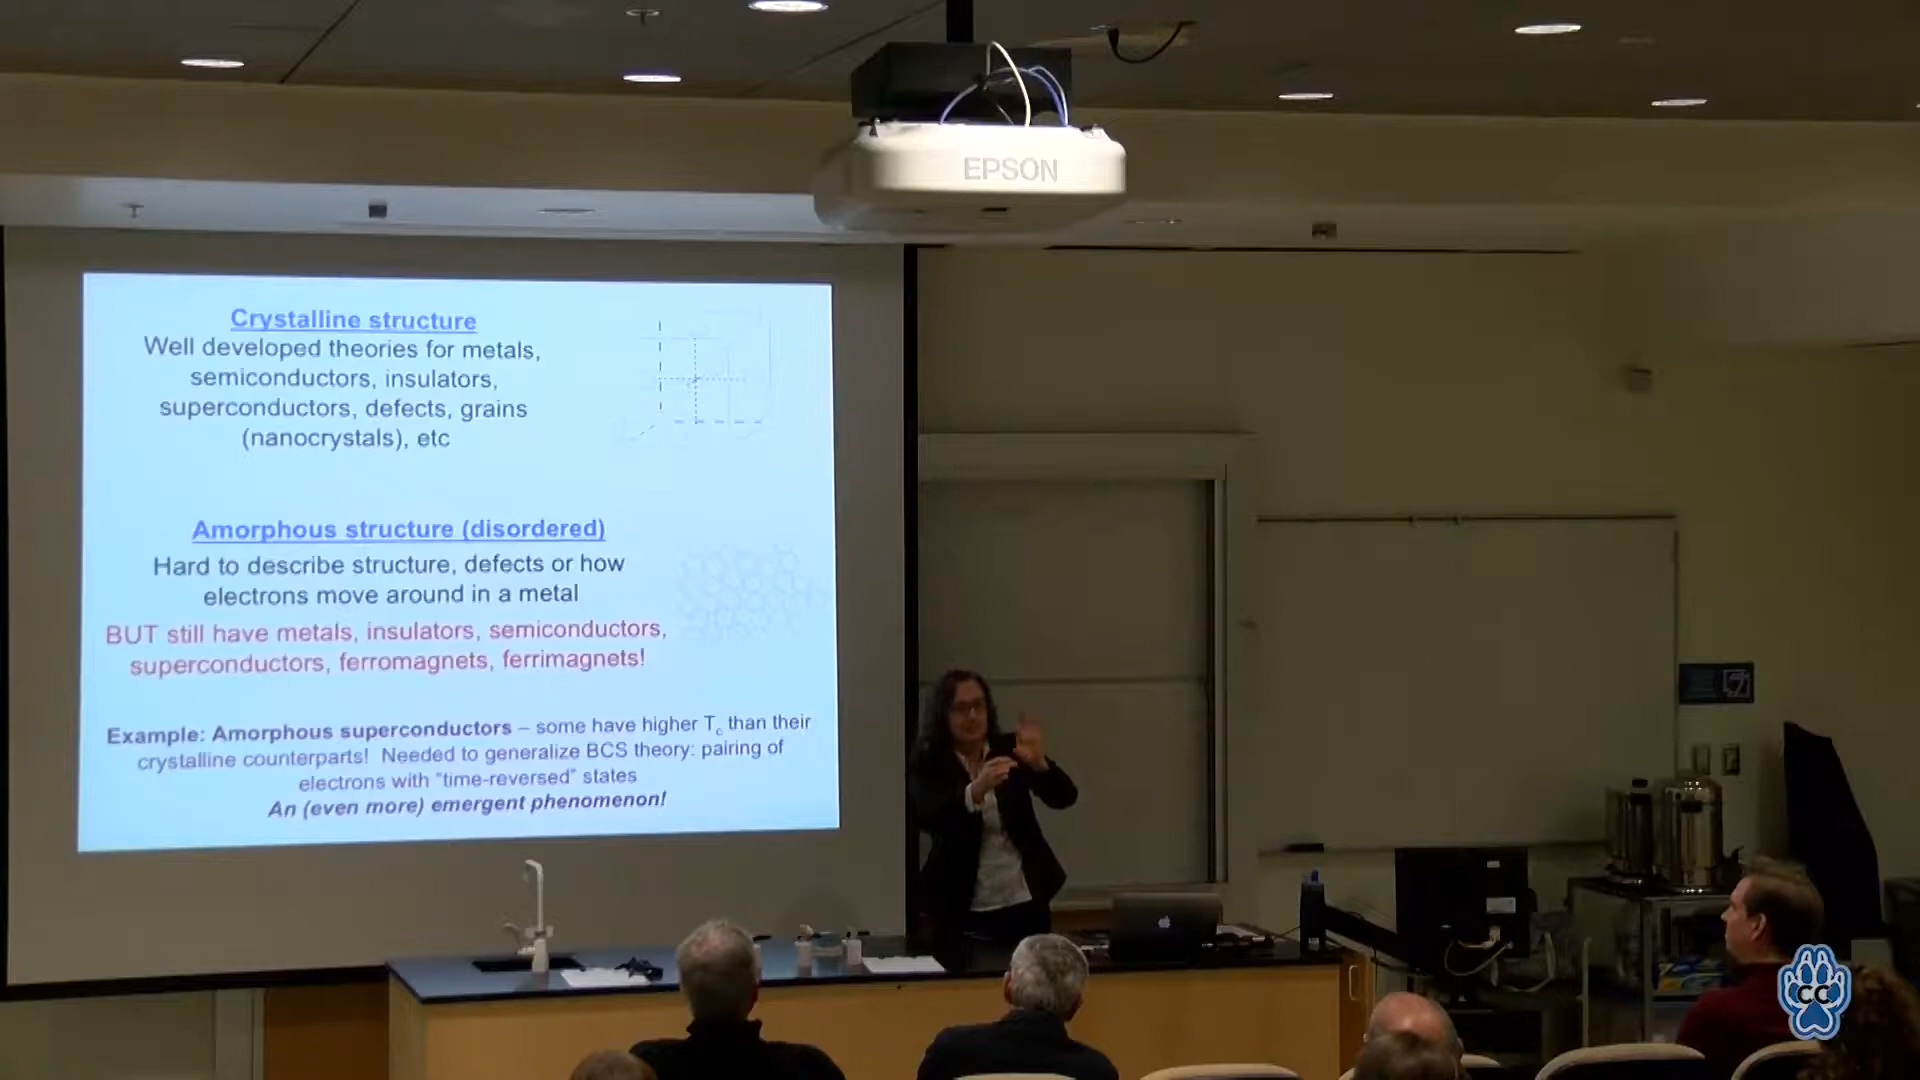 EPSON
Crystalline structure
Well developed theories for metals,
semiconductors, insulators,
superconductors, defects, grains
(nanocrystals), etc
Amorphous structure (disordered)
Hard to describe structure, defects or how
electrons move around in a metal
BUT still have metals, insulators, semiconductors,
superconductors, ferromagnets, ferrimagnets!
Example: Amorphous superconductors – some have higher Tc than their
crystalline counterparts! Needed to generalize BCS theory: pairing of
electrons with "time-reversed" states
An (even more) emergent phenomenon!
CC